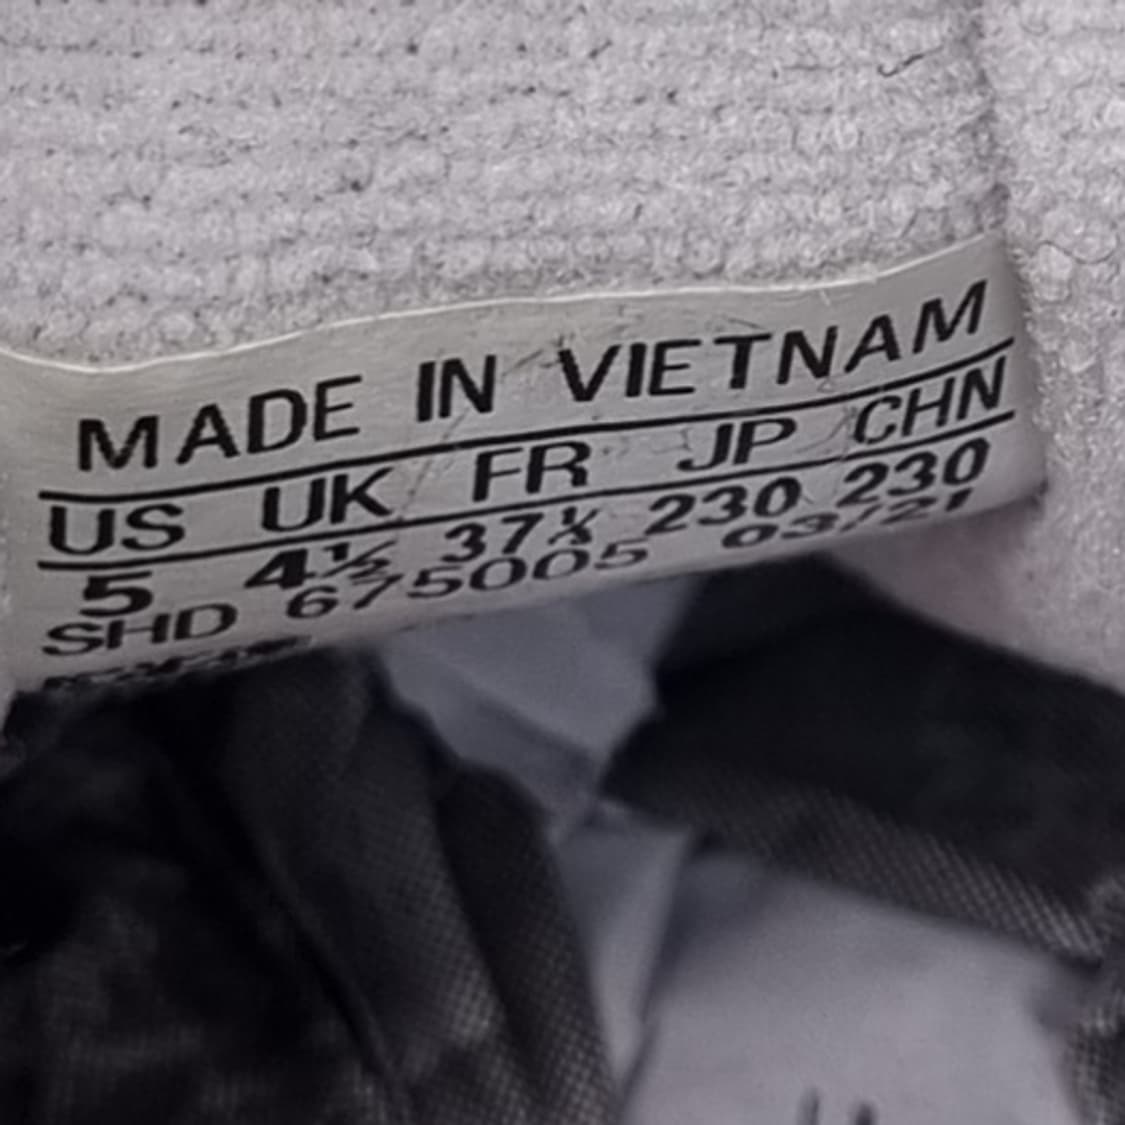 MADE IN VIETNAM
US UK FR JP CHN
5 4½ 37⅓ 230 230
SHD 675005 03/21